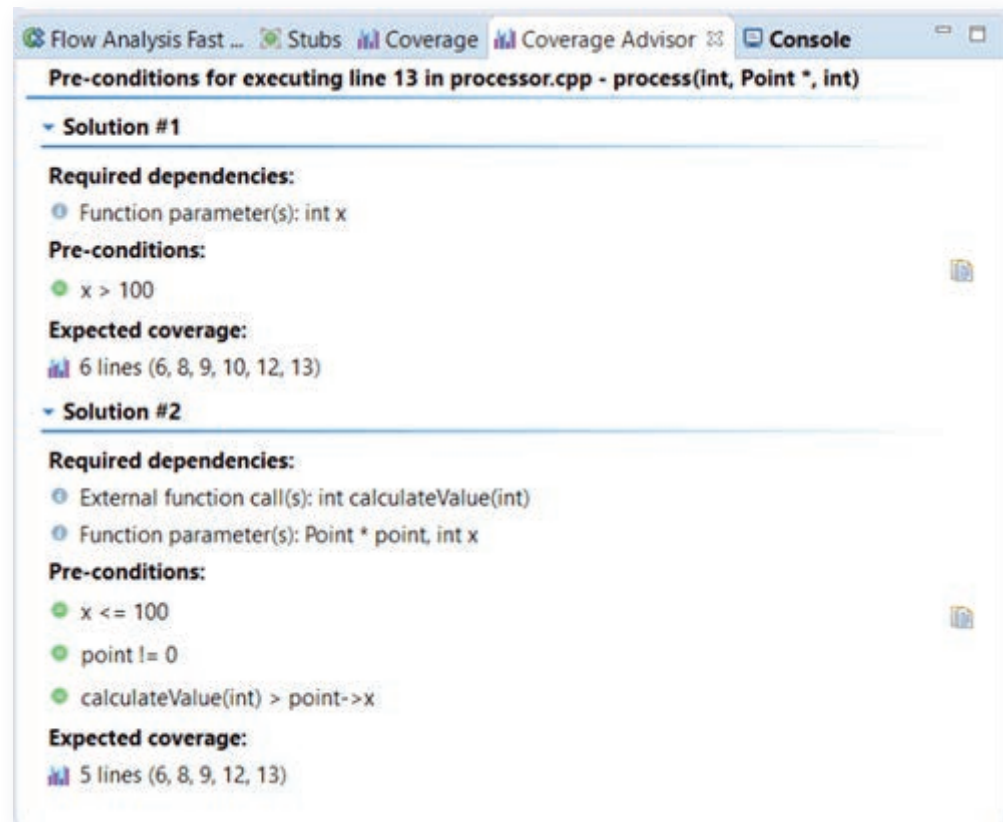 Flow Analysis Fast ... Stubs Coverage Coverage Advisor Console
Pre-conditions for executing line 13 in processor.cpp - process(int, Point *, int)
Solution #1
Required dependencies:
Function parameter(s): int x
Pre-conditions:
x > 100
Expected coverage:
6 lines (6, 8, 9, 10, 12, 13)
Solution #2
Required dependencies:
External function call(s): int calculateValue(int)
Function parameter(s): Point * point, int x
Pre-conditions:
x <= 100
point != 0
calculateValue(int) > point->x
Expected coverage:
5 lines (6, 8, 9, 12, 13)